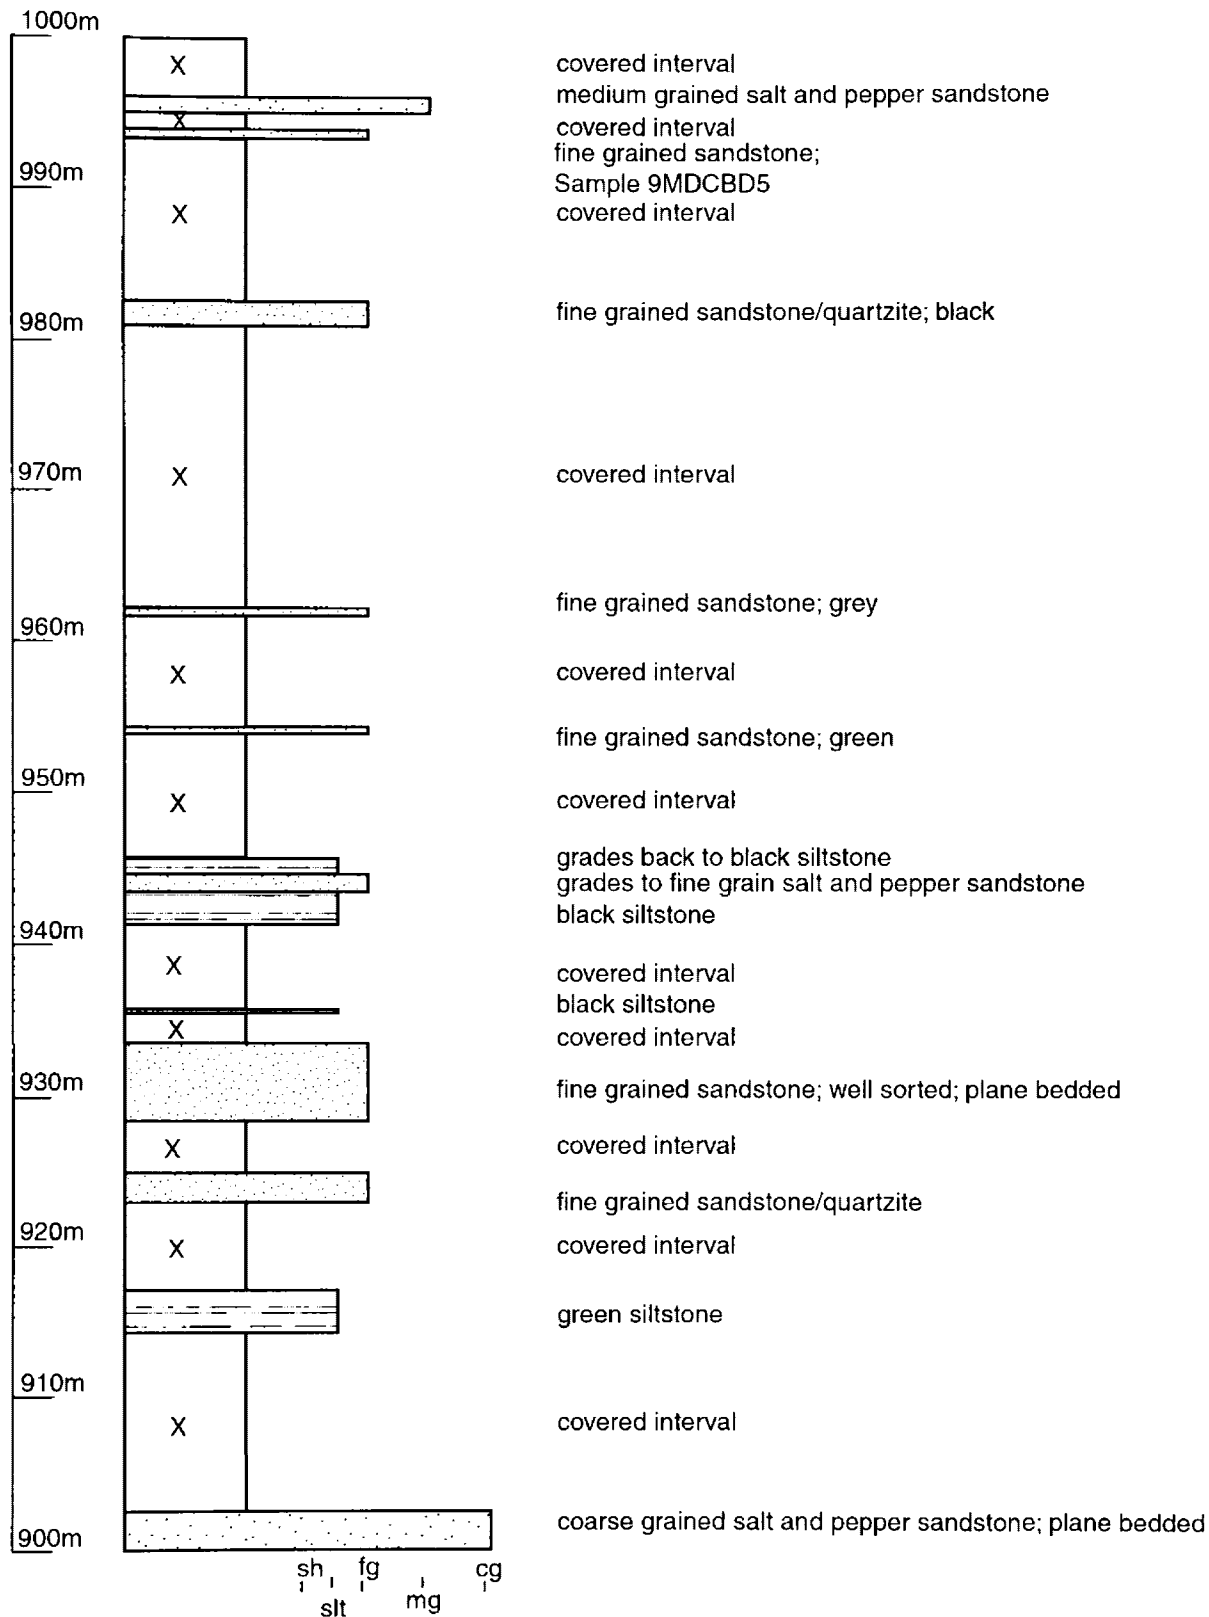 1000m
X
covered interval
medium grained salt and pepper sandstone
X
covered interval
fine grained sandstone;
990m
Sample 9MDCBD5
X
covered interval
980m
fine grained sandstone/quartzite; black
970m
X
covered interval
fine grained sandstone; grey
960m
X
covered interval
fine grained sandstone; green
950m
X
covered interval
grades back to black siltstone
grades to fine grain salt and pepper sandstone
black siltstone
940m
X
covered interval
black siltstone
X
covered interval
930m
fine grained sandstone; well sorted; plane bedded
X
covered interval
fine grained sandstone/quartzite
920m
X
covered interval
green siltstone
910m
X
covered interval
900m
coarse grained salt and pepper sandstone; plane bedded
sh fg cg
slt mg